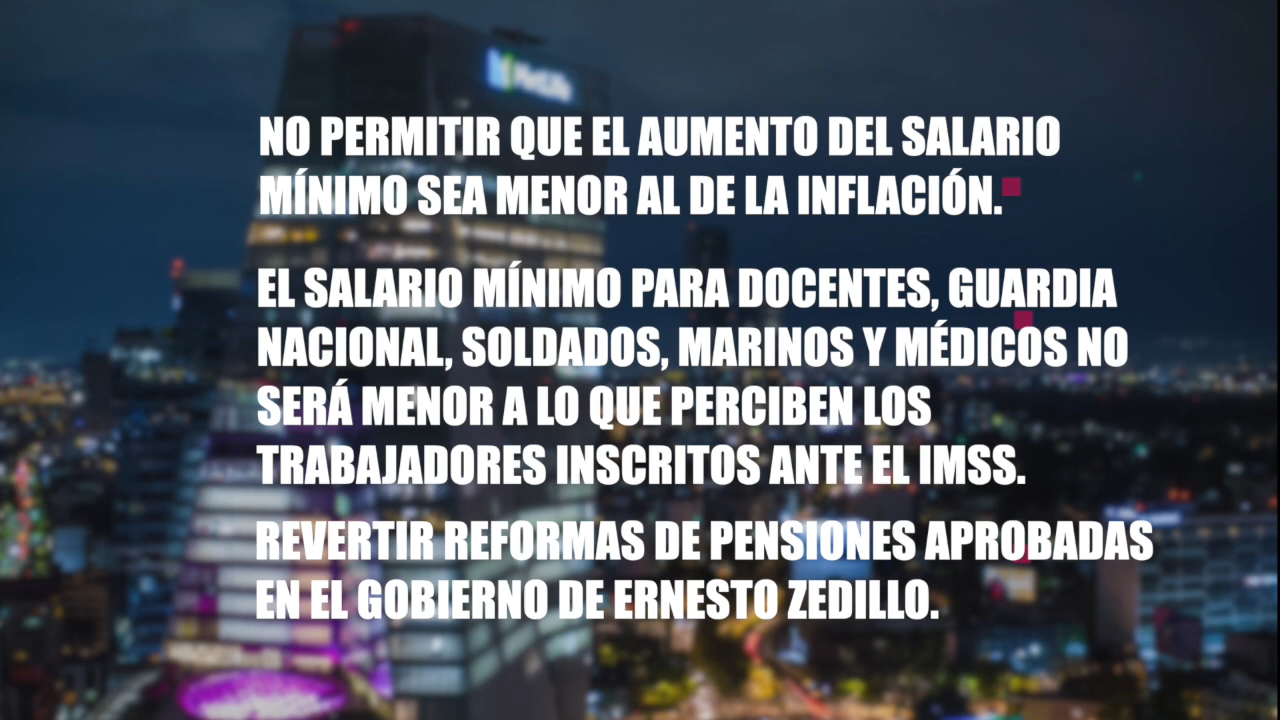 NO PERMITIR QUE EL AUMENTO DEL SALARIO
MÍNIMO SEA MENOR AL DE LA INFLACIÓN.
EL SALARIO MÍNIMO PARA DOCENTES, GUARDIA
NACIONAL, SOLDADOS, MARINOS Y MÉDICOS NO
SERÁ MENOR A LO QUE PERCIBEN LOS
TRABAJADORES INSCRITOS ANTE EL IMSS.
REVERTIR REFORMAS DE PENSIONES APROBADAS
EN EL GOBIERNO DE ERNESTO ZEDILLO.